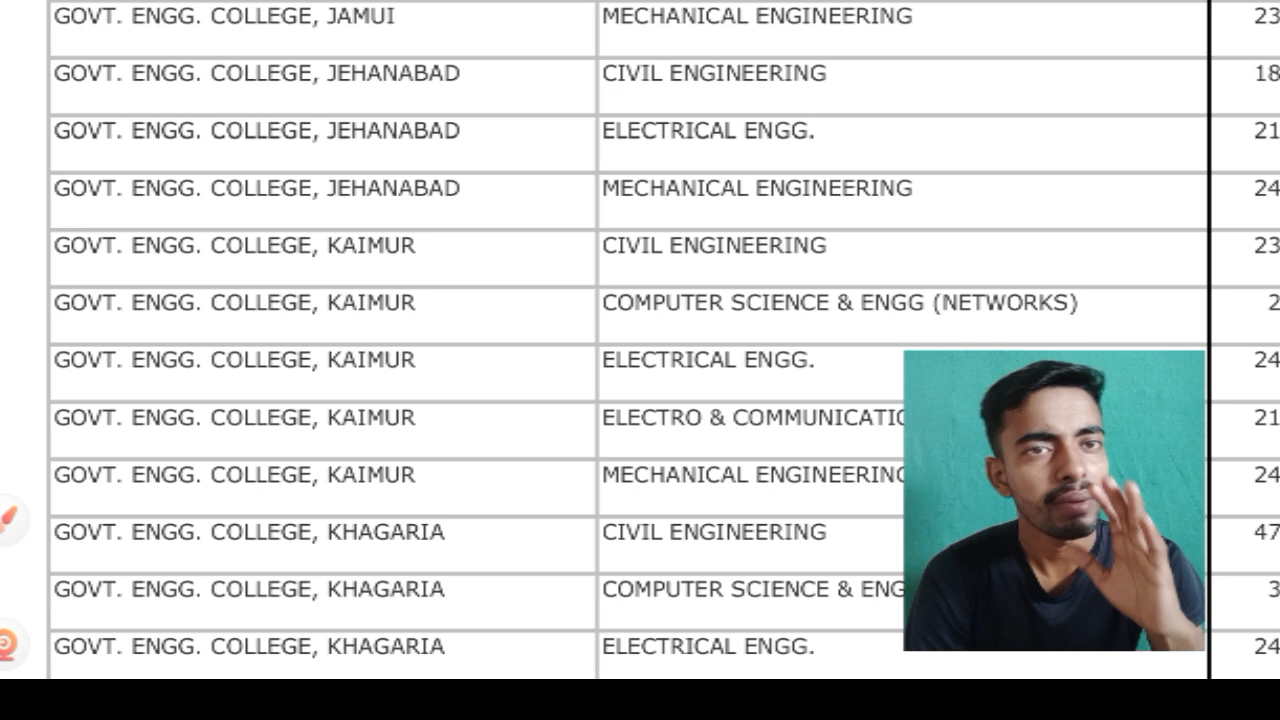 GOVT. ENGG. COLLEGE, JAMUI MECHANICAL ENGINEERING 23
GOVT. ENGG. COLLEGE, JEHANABAD CIVIL ENGINEERING 18
GOVT. ENGG. COLLEGE, JEHANABAD ELECTRICAL ENGG. 21
GOVT. ENGG. COLLEGE, JEHANABAD MECHANICAL ENGINEERING 24
GOVT. ENGG. COLLEGE, KAIMUR CIVIL ENGINEERING 23
GOVT. ENGG. COLLEGE, KAIMUR COMPUTER SCIENCE & ENGG (NETWORKS) 2
GOVT. ENGG. COLLEGE, KAIMUR ELECTRICAL ENGG. 24
GOVT. ENGG. COLLEGE, KAIMUR ELECTRO & 21
GOVT. ENGG. COLLEGE, KAIMUR MECHANICAL 24
GOVT. ENGG. COLLEGE, KHAGARIA CIVIL ENGINEERING 47
GOVT. ENGG. COLLEGE, KHAGARIA COMPUTER SCIENCE & 3
GOVT. ENGG. COLLEGE, KHAGARIA ELECTRICAL ENGG. 24